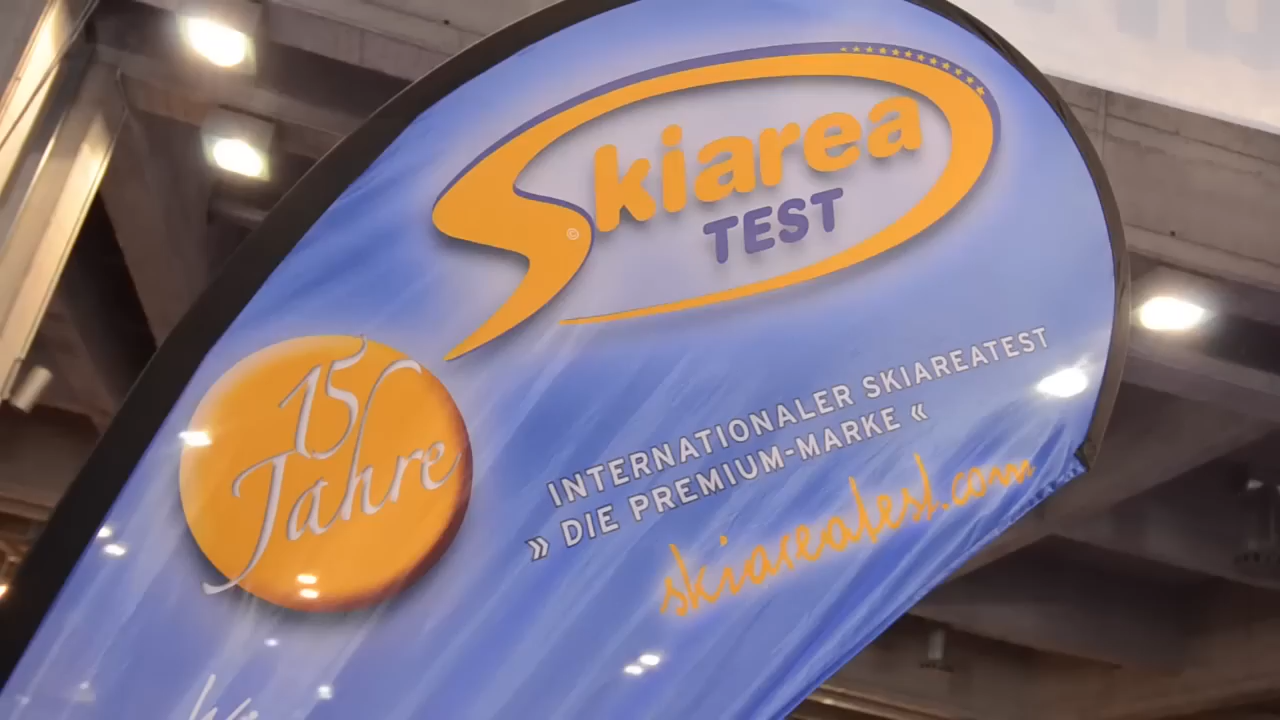 Skiarea
TEST
©
15
Jahre
INTERNATIONALER SKIAREATEST
» DIE PREMIUM-MARKE «
skiareatest.com